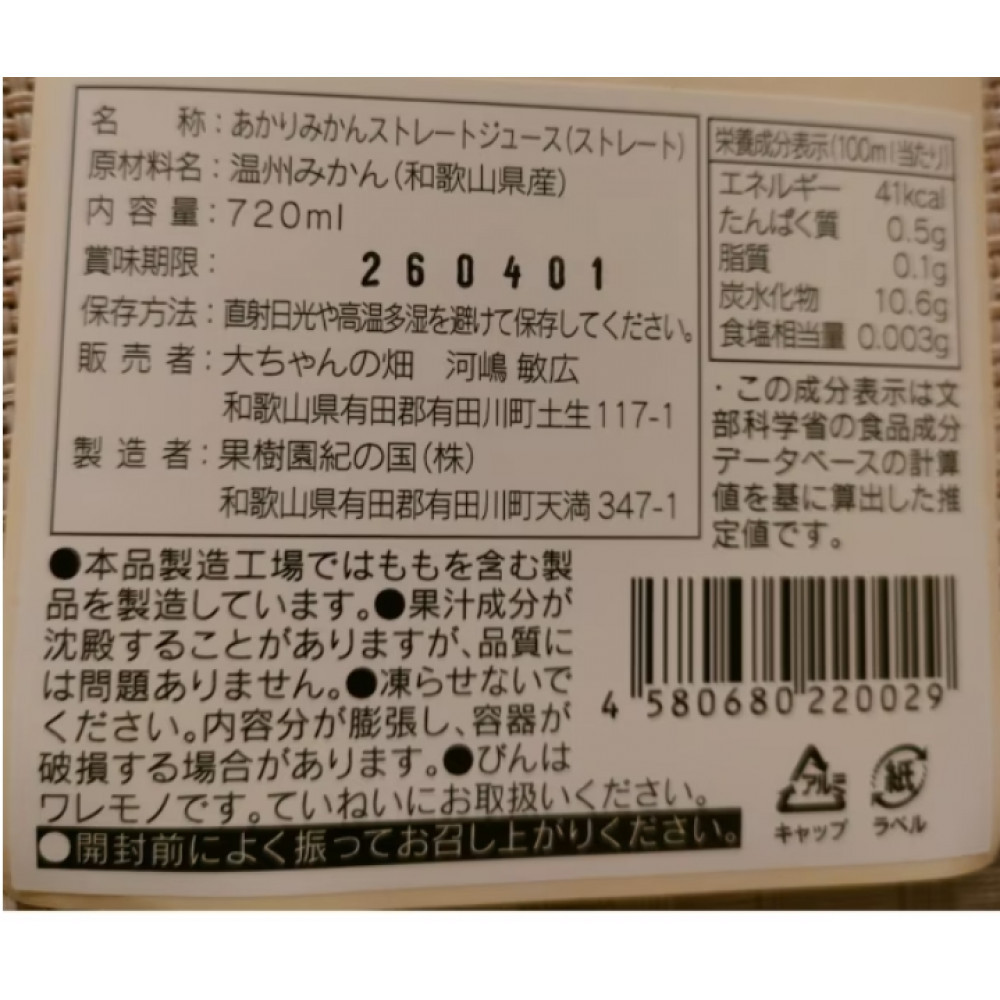 名称：あかりみかんストレートジュース(ストレート)
原材料名：温州みかん(和歌山県産)
内容量：720ml
賞味期限：260401
保存方法：直射日光や高温多湿を避けて保存してください。
販売者：大ちゃんの畑 河嶋 敏広
和歌山県有田郡有田川町土生117-1
製造者：果樹園紀の国(株)
和歌山県有田郡有田川町天満347-1
栄養成分表示(100ml当たり)
エネルギー 41kcal
たんぱく質 0.5g
脂質 0.1g
炭水化物 10.6g
食塩相当量 0.003g
・この成分表示は文
部科学省の食品成分
データベースの計算
値を基に算出した推
定値です。
●本品製造工場ではももを含む製
品を製造しています。●果汁成分が
沈殿することがありますが、品質に
は問題ありません。●凍らせないで
ください。内容分が膨張し、容器が
破損する場合があります。●びんは
ワレモノです。ていねいにお取扱いください。
●開封前によく振ってお召し上がりください。
4 580680 220029
アルミ
キャップ
紙
ラベル